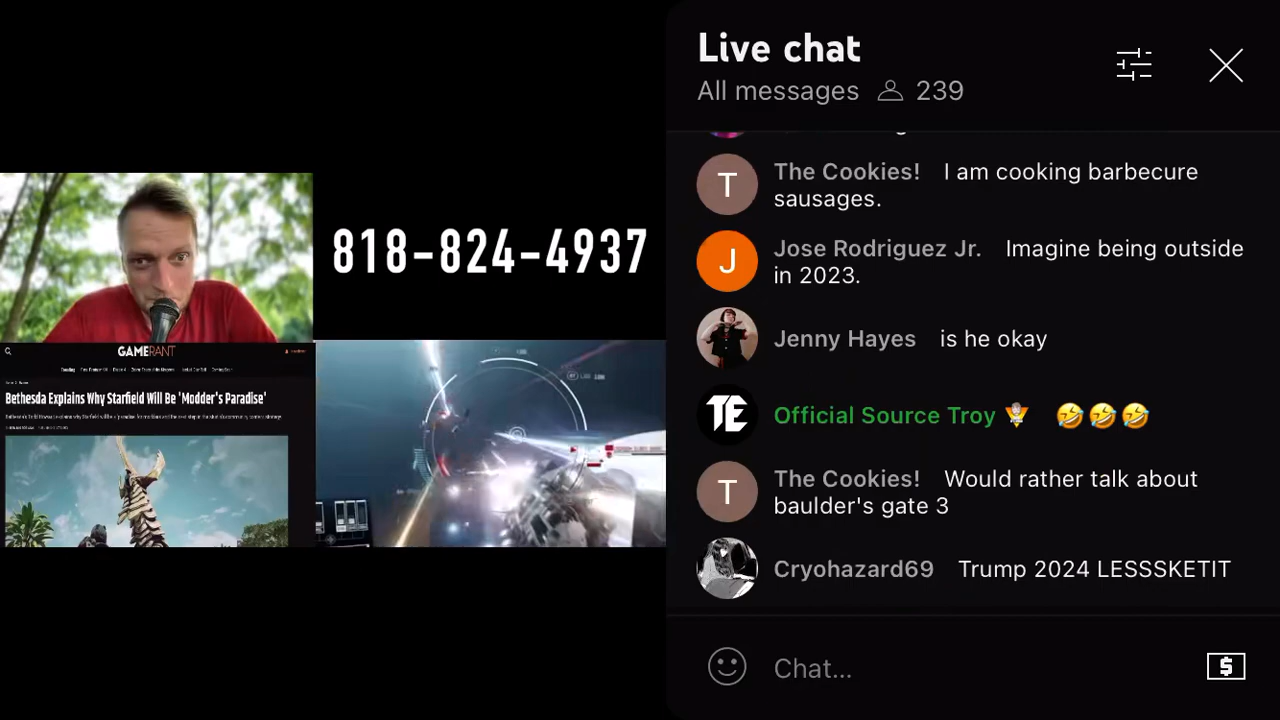 Live chat
All messages 239
The Cookies! I am cooking barbecure
sausages.
Jose Rodriguez Jr. Imagine being outside
in 2023.
Jenny Hayes is he okay
Official Source Troy 🤣🤣🤣
The Cookies! Would rather talk about
baulder's gate 3
Cryohazard69 Trump 2024 LESSSKETIT
Chat...
818-824-4937
GAMERANT
Bethesda Explains Why Starfield Will Be 'Modder's Paradise'
T
J
TE
T
$